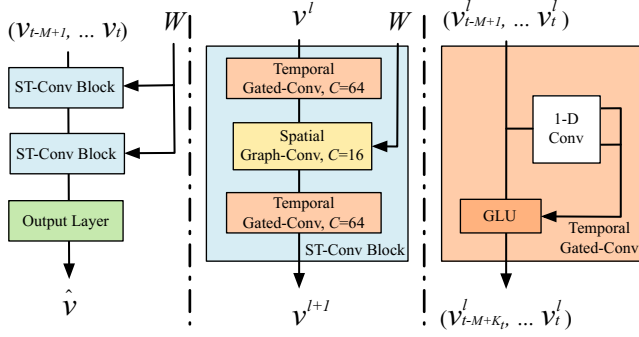 (v_{t-M+1}, ... v_t)
W
ST-Conv Block
ST-Conv Block
Output Layer
v̂
v^l
W
Temporal
Gated-Conv, C=64
Spatial
Graph-Conv, C=16
Temporal
Gated-Conv, C=64
ST-Conv Block
v^{l+1}
(v^l_{t-M+1}, ... v^l_t)
1-D
Conv
GLU
Temporal
Gated-Conv
(v^l_{t-M+K_t}, ... v^l_t)